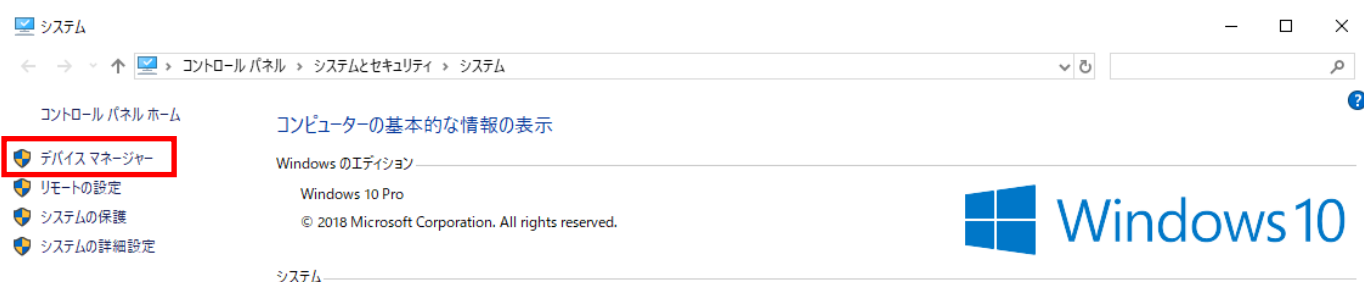 システム
コントロール パネル › システムとセキュリティ › システム
コントロール パネル ホーム
デバイス マネージャー
リモートの設定
システムの保護
システムの詳細設定
コンピューターの基本的な情報の表示
Windows のエディション
Windows 10 Pro
© 2018 Microsoft Corporation. All rights reserved.
Windows 10
システム